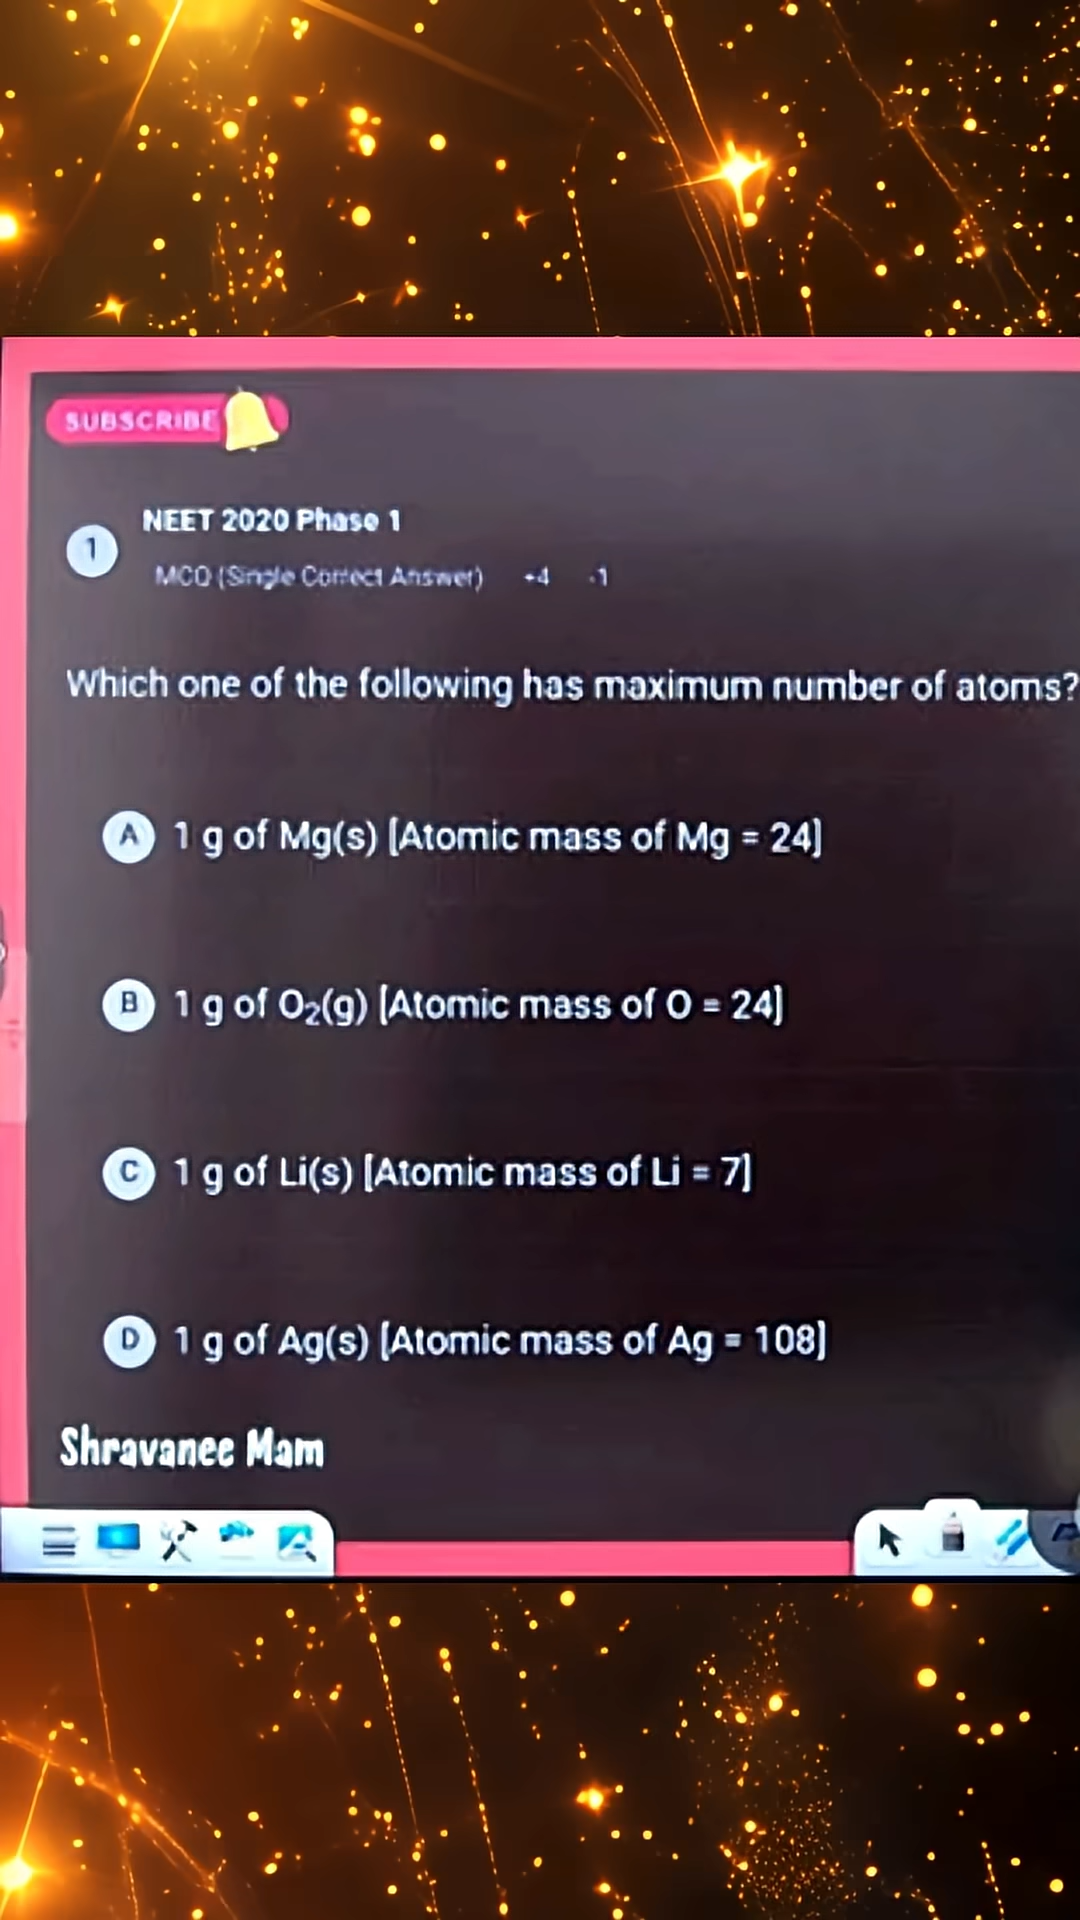 SUBSCRIBE
1
NEET 2020 Phase 1
MCQ (Single Correct Answer) +4 -1
Which one of the following has maximum number of atoms?
A 1 g of Mg(s) [Atomic mass of Mg = 24]
B 1 g of O₂(g) [Atomic mass of O = 24]
C 1 g of Li(s) [Atomic mass of Li = 7]
D 1 g of Ag(s) [Atomic mass of Ag = 108]
Shravanee Mam